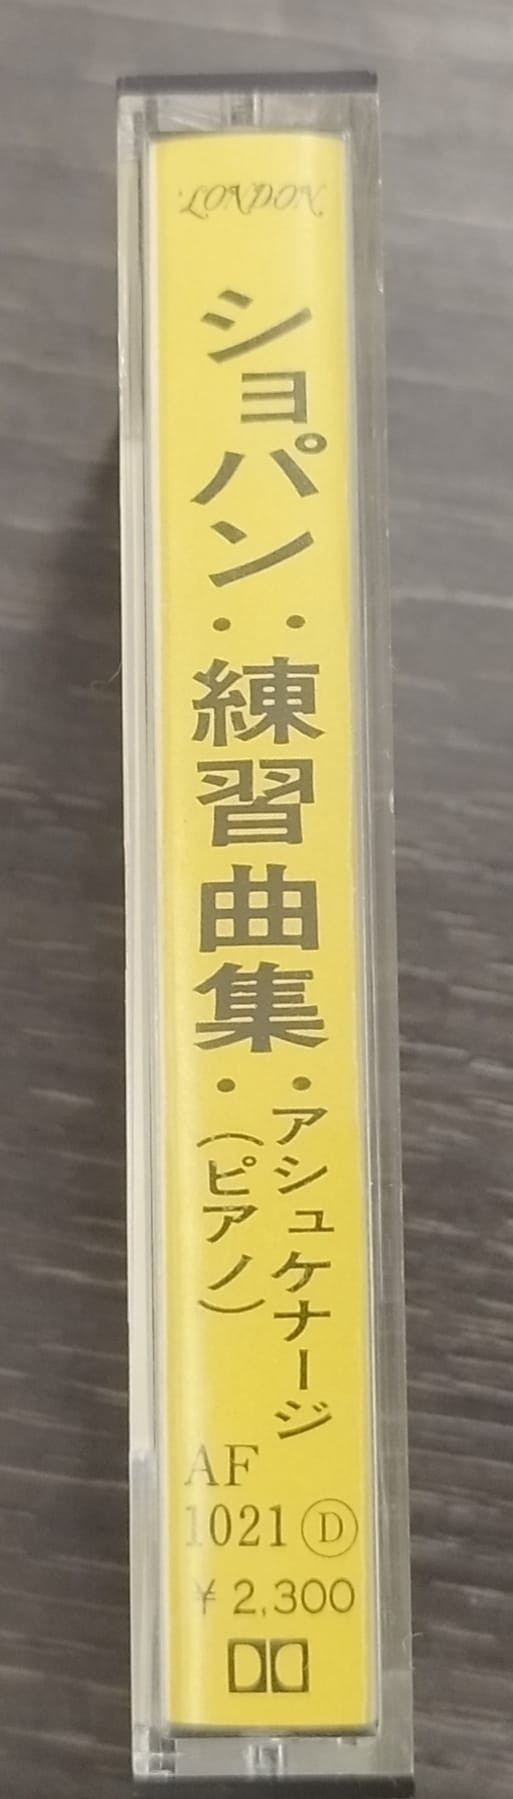 LONDON
ショパン：練習曲集：
アシュケナージ
（ピアノ）
AF
1021 Ⓓ
¥2,300